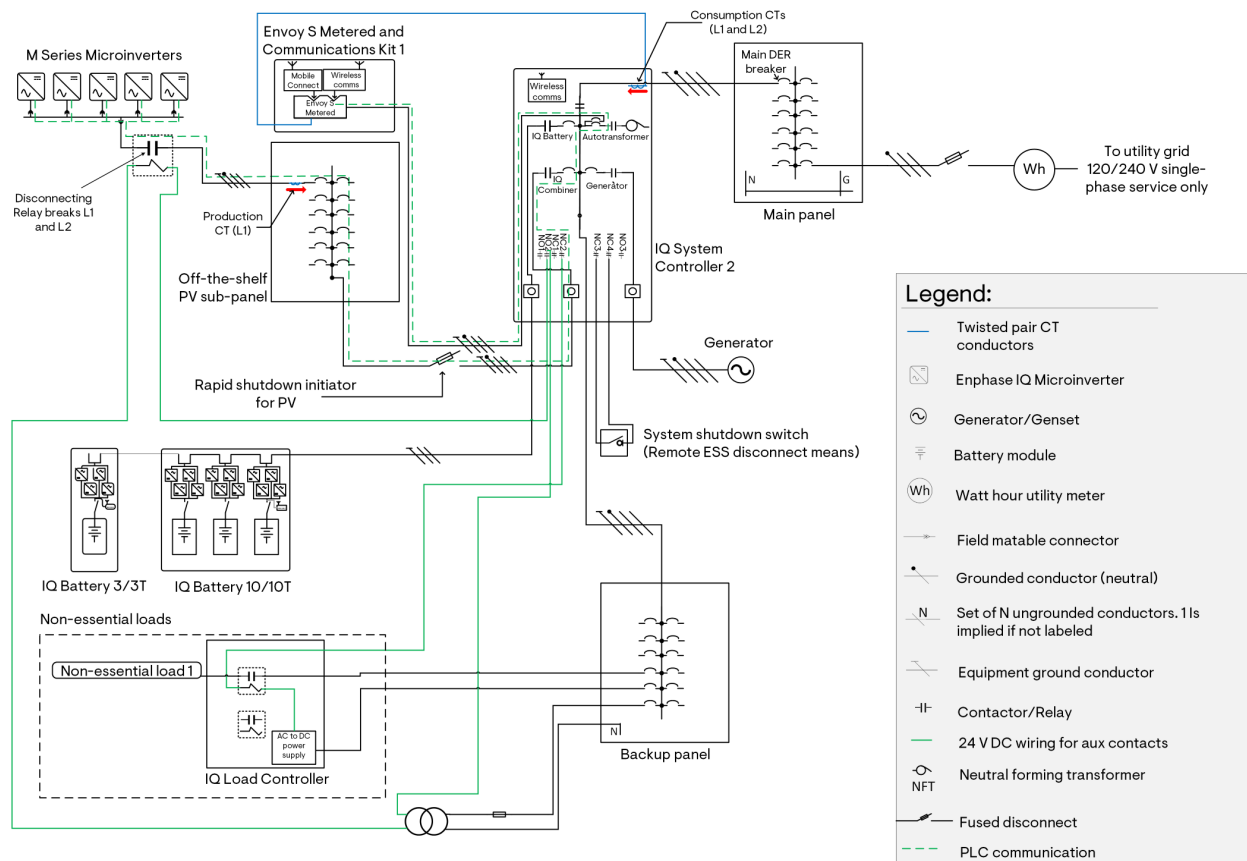 Envoy S Metered and
Communications Kit 1
Consumption CTs
(L1 and L2)
M Series Microinverters
Mobile
Connect
Wireless
comms
Envoy S
Metered
Wireless
comms
Main DER
breaker
IQ Battery
Autotransformer
IQ
Combiner
Generator
To utility grid
120/240 V single-
phase service only
Wh
N
G
Main panel
Disconnecting
Relay breaks L1
and L2
Production
CT (L1)
Off-the-shelf
PV sub-panel
NO1
NO2
NC1
NC2
NC3
NC4
NO3
IQ System
Controller 2
Generator
Rapid shutdown initiator
for PV
System shutdown switch
(Remote ESS disconnect means)
IQ Battery 3/3T
IQ Battery 10/10T
Non-essential loads
Non-essential load 1
AC to DC
power
supply
IQ Load Controller
N
Backup panel
Legend:
Twisted pair CT
conductors
Enphase IQ Microinverter
Generator/Genset
Battery module
Wh
Watt hour utility meter
Field matable connector
Grounded conductor (neutral)
N
Set of N ungrounded conductors. 1 Is
implied if not labeled
Equipment ground conductor
Contactor/Relay
24 V DC wiring for aux contacts
NFT
Neutral forming transformer
Fused disconnect
PLC communication